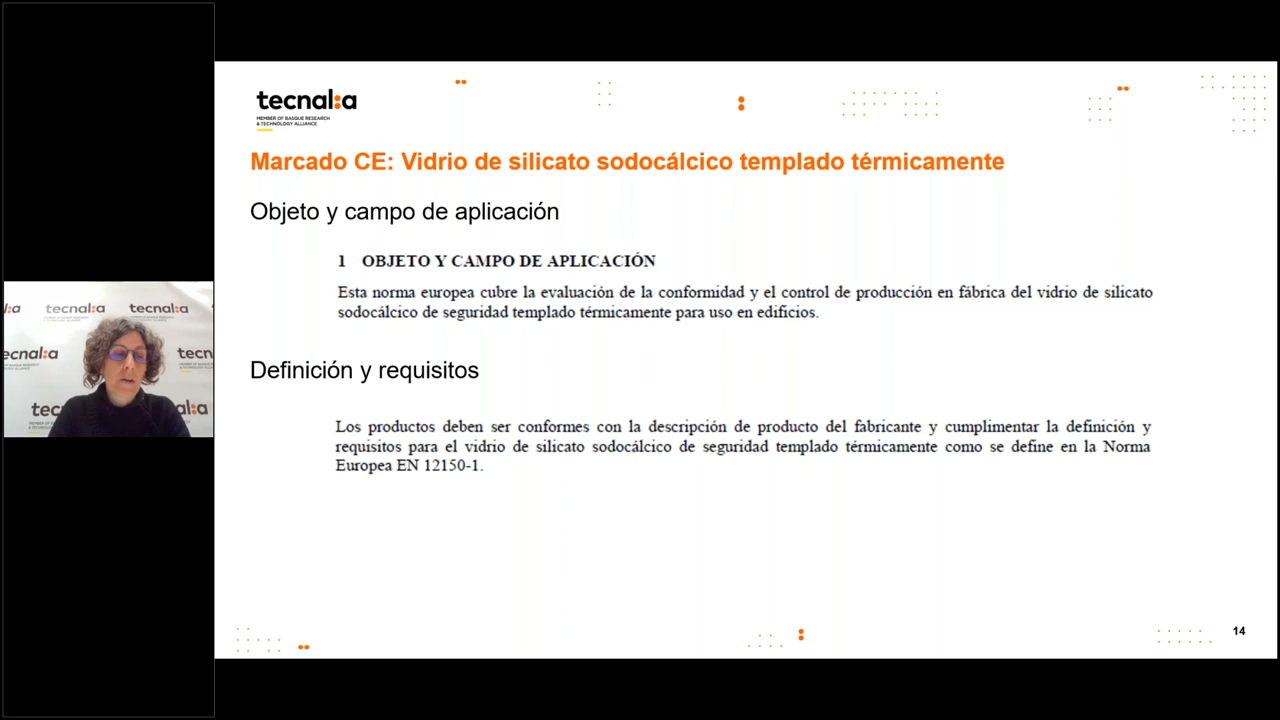 tecnal:a
MEMBER OF BASQUE RESEARCH
& TECHNOLOGY ALLIANCE
Marcado CE: Vidrio de silicato sodocálcico templado térmicamente
Objeto y campo de aplicación
1 OBJETO Y CAMPO DE APLICACIÓN
Esta norma europea cubre la evaluación de la conformidad y el control de producción en fábrica del vidrio de silicato
sodocálcico de seguridad templado térmicamente para uso en edificios.
Definición y requisitos
Los productos deben ser conformes con la descripción de producto del fabricante y cumplimentar la definición y
requisitos para el vidrio de silicato sodocálcico de seguridad templado térmicamente como se define en la Norma
Europea EN 12150-1.
14
tecnal:a
tecnal:a